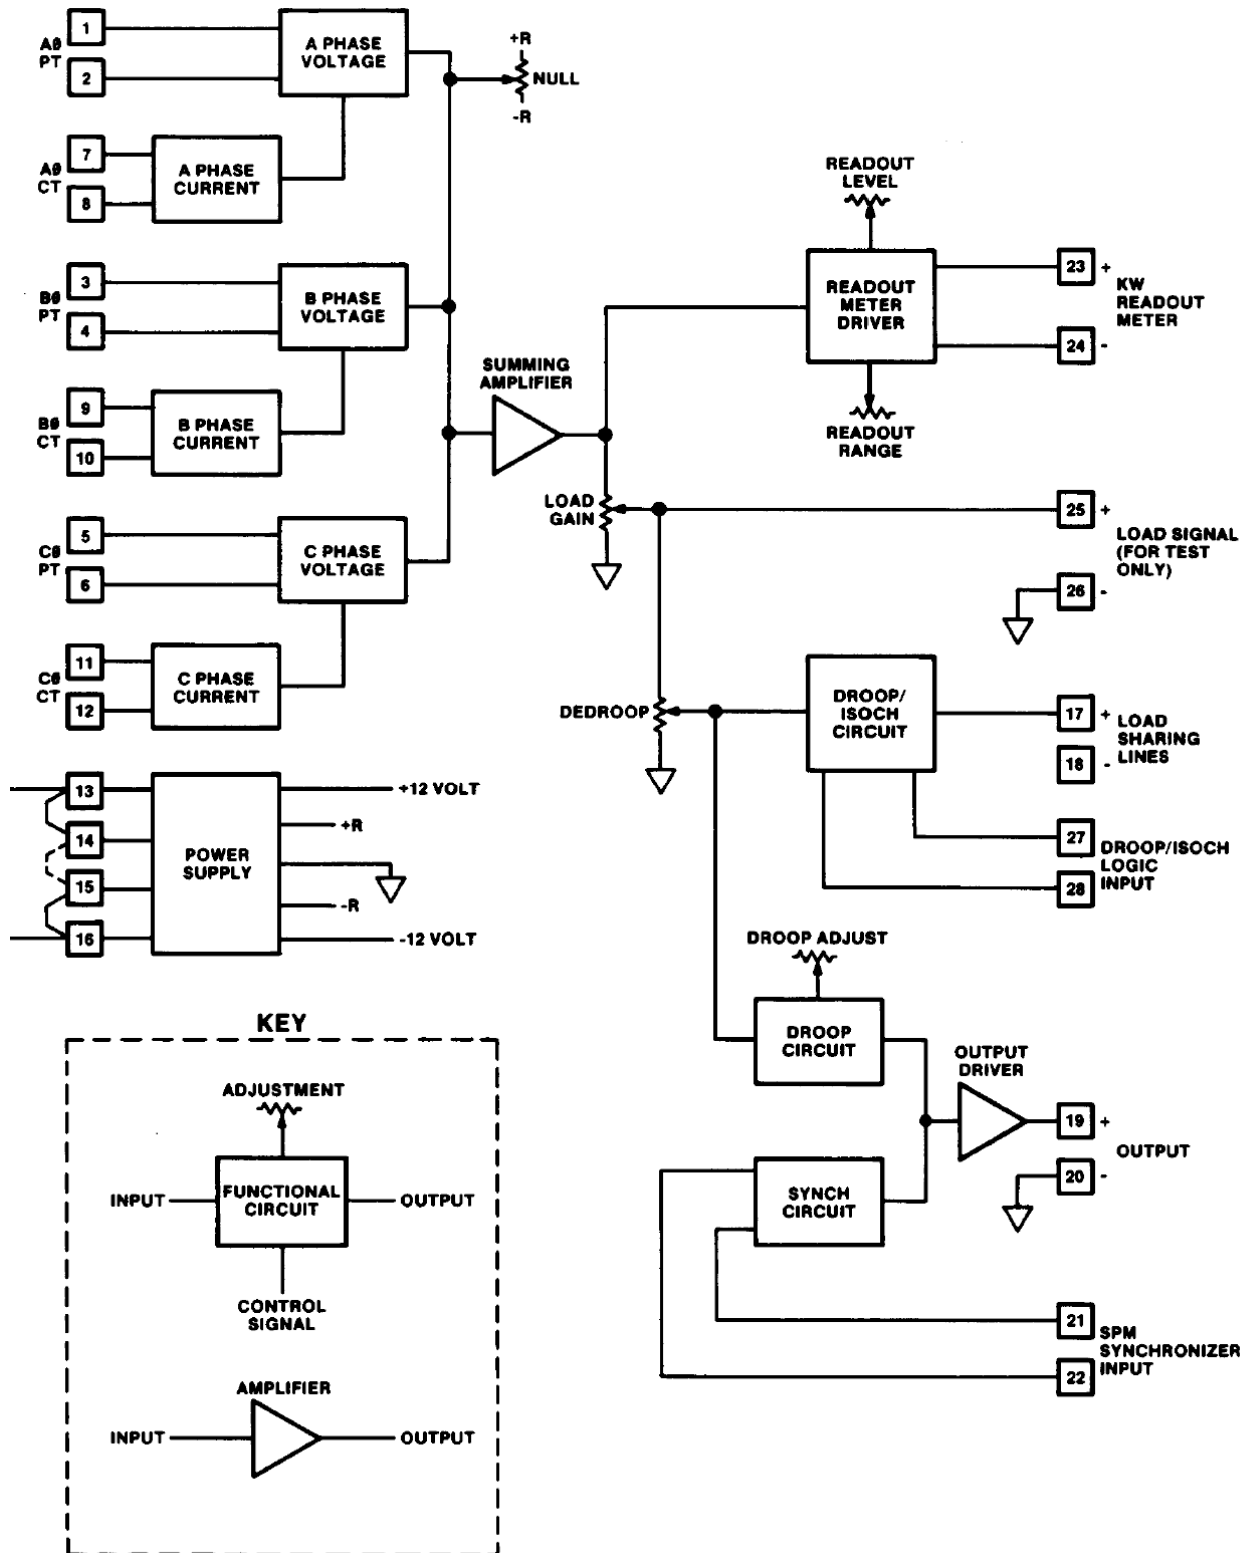 1
AØ
PT
2
A PHASE
VOLTAGE
+R
NULL
-R
7
AØ
CT
8
A PHASE
CURRENT
3
BØ
PT
4
B PHASE
VOLTAGE
9
BØ
CT
10
B PHASE
CURRENT
5
CØ
PT
6
C PHASE
VOLTAGE
11
CØ
CT
12
C PHASE
CURRENT
SUMMING
AMPLIFIER
READOUT
LEVEL
READOUT
METER
DRIVER
READOUT
RANGE
23 +
KW
READOUT
METER
24 -
LOAD
GAIN
25 +
LOAD SIGNAL
(FOR TEST
ONLY)
26 -
DEDROOP
DROOP/
ISOCH
CIRCUIT
17 +
LOAD
SHARING
LINES
18 -
27
DROOP/ISOCH
LOGIC
INPUT
28
13
14
15
16
POWER
SUPPLY
+12 VOLT
+R
-R
-12 VOLT
DROOP ADJUST
DROOP
CIRCUIT
OUTPUT
DRIVER
19 +
OUTPUT
20 -
SYNCH
CIRCUIT
21
SPM
SYNCHRONIZER
INPUT
22
KEY
ADJUSTMENT
INPUT
FUNCTIONAL
CIRCUIT
OUTPUT
CONTROL
SIGNAL
AMPLIFIER
INPUT
OUTPUT